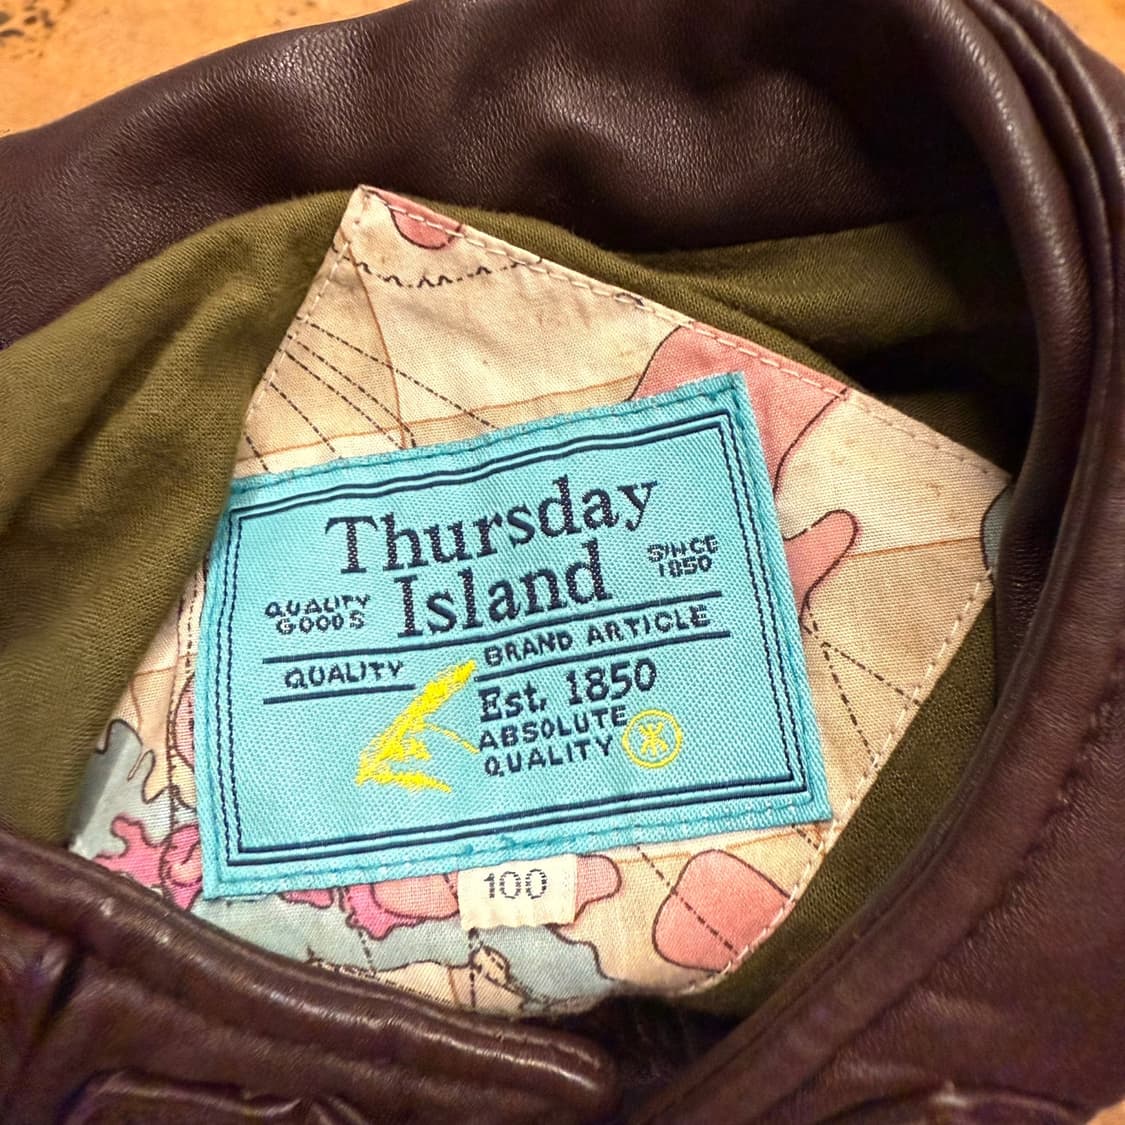 Thursday
Island
SINCE
1850
QUALITY
GOODS
QUALITY
BRAND ARTICLE
Est. 1850
ABSOLUTE
QUALITY
100